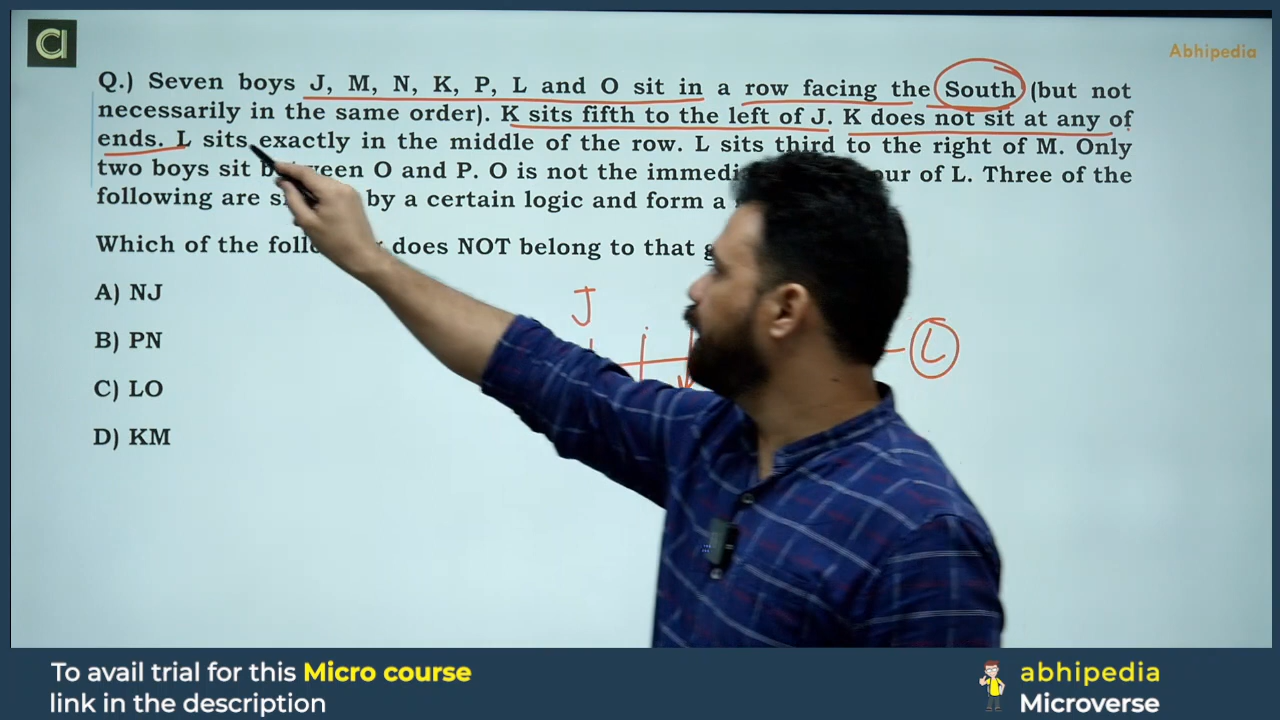 Abhipedia
Q.) Seven boys J, M, N, K, P, L and O sit in a row facing the South (but not
necessarily in the same order). K sits fifth to the left of J. K does not sit at any of
ends. L sits exactly in the middle of the row. L sits third to the right of M. Only
two boys sit between O and P. O is not the immedi of L. Three of the
following are by a certain logic and form a
Which of the does NOT belong to that
A) NJ
B) PN
C) LO
D) KM
J
L
To avail trial for this Micro course
link in the description
abhipedia
Microverse